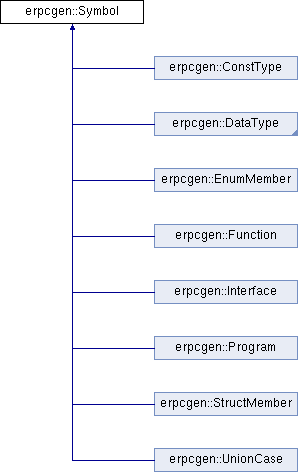 erpcgen::Symbol
erpcgen::ConstType
erpcgen::DataType
erpcgen::EnumMember
erpcgen::Function
erpcgen::Interface
erpcgen::Program
erpcgen::StructMember
erpcgen::UnionCase